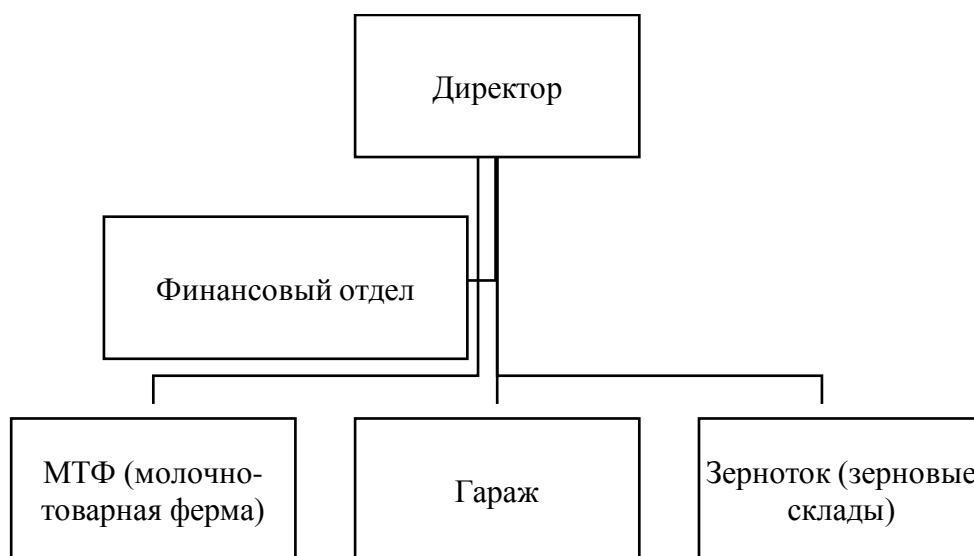 Директор
Финансовый отдел
МТФ (молочно-
товарная ферма)
Гараж
Зерноток (зерновые
склады)